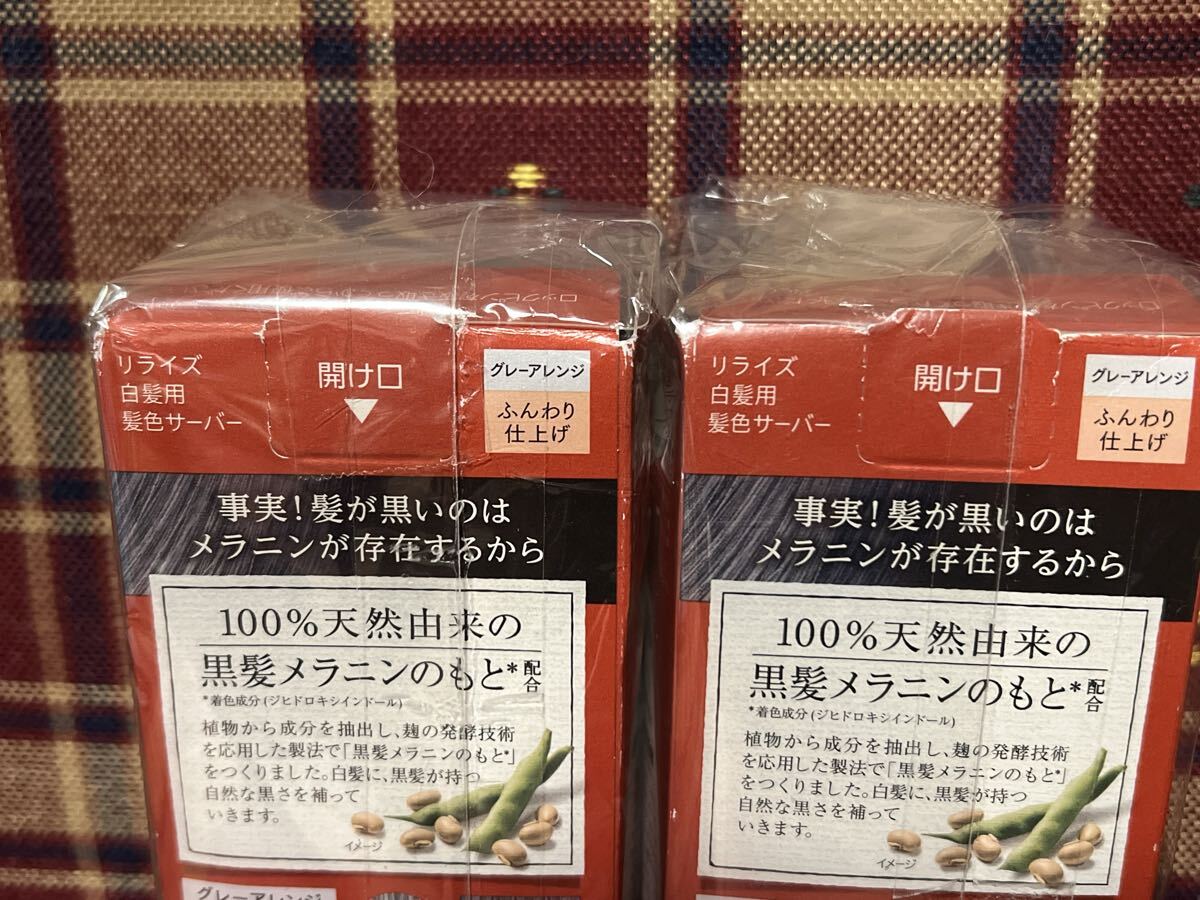 リライズ
白髪用
髪色サーバー
開け口
グレーアレンジ
ふんわり
仕上げ
事実!髪が黒いのは
メラニンが存在するから
100%天然由来の
黒髪メラニンのもと*配合
*着色成分(ジヒドロキシインドール)
植物から成分を抽出し、麹の発酵技術
を応用した製法で「黒髪メラニンのもと*」
をつくりました。白髪に、黒髪が持つ
自然な黒さを補って
いきます。
イメージ
グレーアレンジ
リライズ
白髪用
髪色サーバー
開け口
グレーアレンジ
ふんわり
仕上げ
事実!髪が黒いのは
メラニンが存在するから
100%天然由来の
黒髪メラニンのもと*配合
*着色成分(ジヒドロキシインドール)
植物から成分を抽出し、麹の発酵技術
を応用した製法で「黒髪メラニンのもと*」
をつくりました。白髪に、黒髪が持つ
自然な黒さを補って
いきます。
イメージ